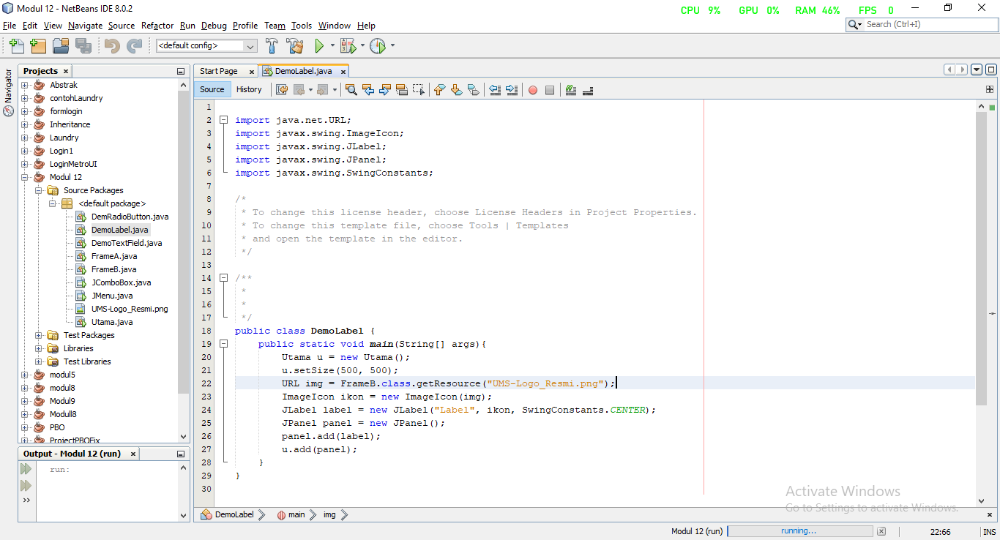 Modul 12 - NetBeans IDE 8.0.2
CPU 9% GPU 0% RAM 46% FPS 0
File Edit View Navigate Source Refactor Run Debug Profile Team Tools Window Help
Search (Ctrl+I)
<default config>
Navigator
Projects
Abstrak
contohLaundry
formlogin
Inheritance
Laundry
Login1
LoginMetroUI
Modul 12
Source Packages
<default package>
DemRadioButton.java
DemoLabel.java
DemoTextField.java
FrameA.java
FrameB.java
JComboBox.java
JMenu.java
UMS-Logo_Resmi.png
Utama.java
Test Packages
Libraries
Test Libraries
modul5
modul8
Modul9
Modull8
PBO
ProjectPBOFix
Output - Modul 12 (run)
run:
Start Page DemoLabel.java
Source History
1
2 import java.net.URL;
3 import javax.swing.ImageIcon;
4 import javax.swing.JLabel;
5 import javax.swing.JPanel;
6 import javax.swing.SwingConstants;
7
8 /*
9 * To change this license header, choose License Headers in Project Properties.
10 * To change this template file, choose Tools | Templates
11 * and open the template in the editor.
12 */
13
14 /**
15 *
16 *
17 */
18 public class DemoLabel {
19 public static void main(String[] args){
20 Utama u = new Utama();
21 u.setSize(500, 500);
22 URL img = FrameB.class.getResource("UMS-Logo_Resmi.png");
23 ImageIcon ikon = new ImageIcon(img);
24 JLabel label = new JLabel("Label", ikon, SwingConstants.CENTER);
25 JPanel panel = new JPanel();
26 panel.add(label);
27 u.add(panel);
28 }
29 }
30
Activate Windows
Go to Settings to activate Windows.
DemoLabel main img
Modul 12 (run) running... 22:66 INS